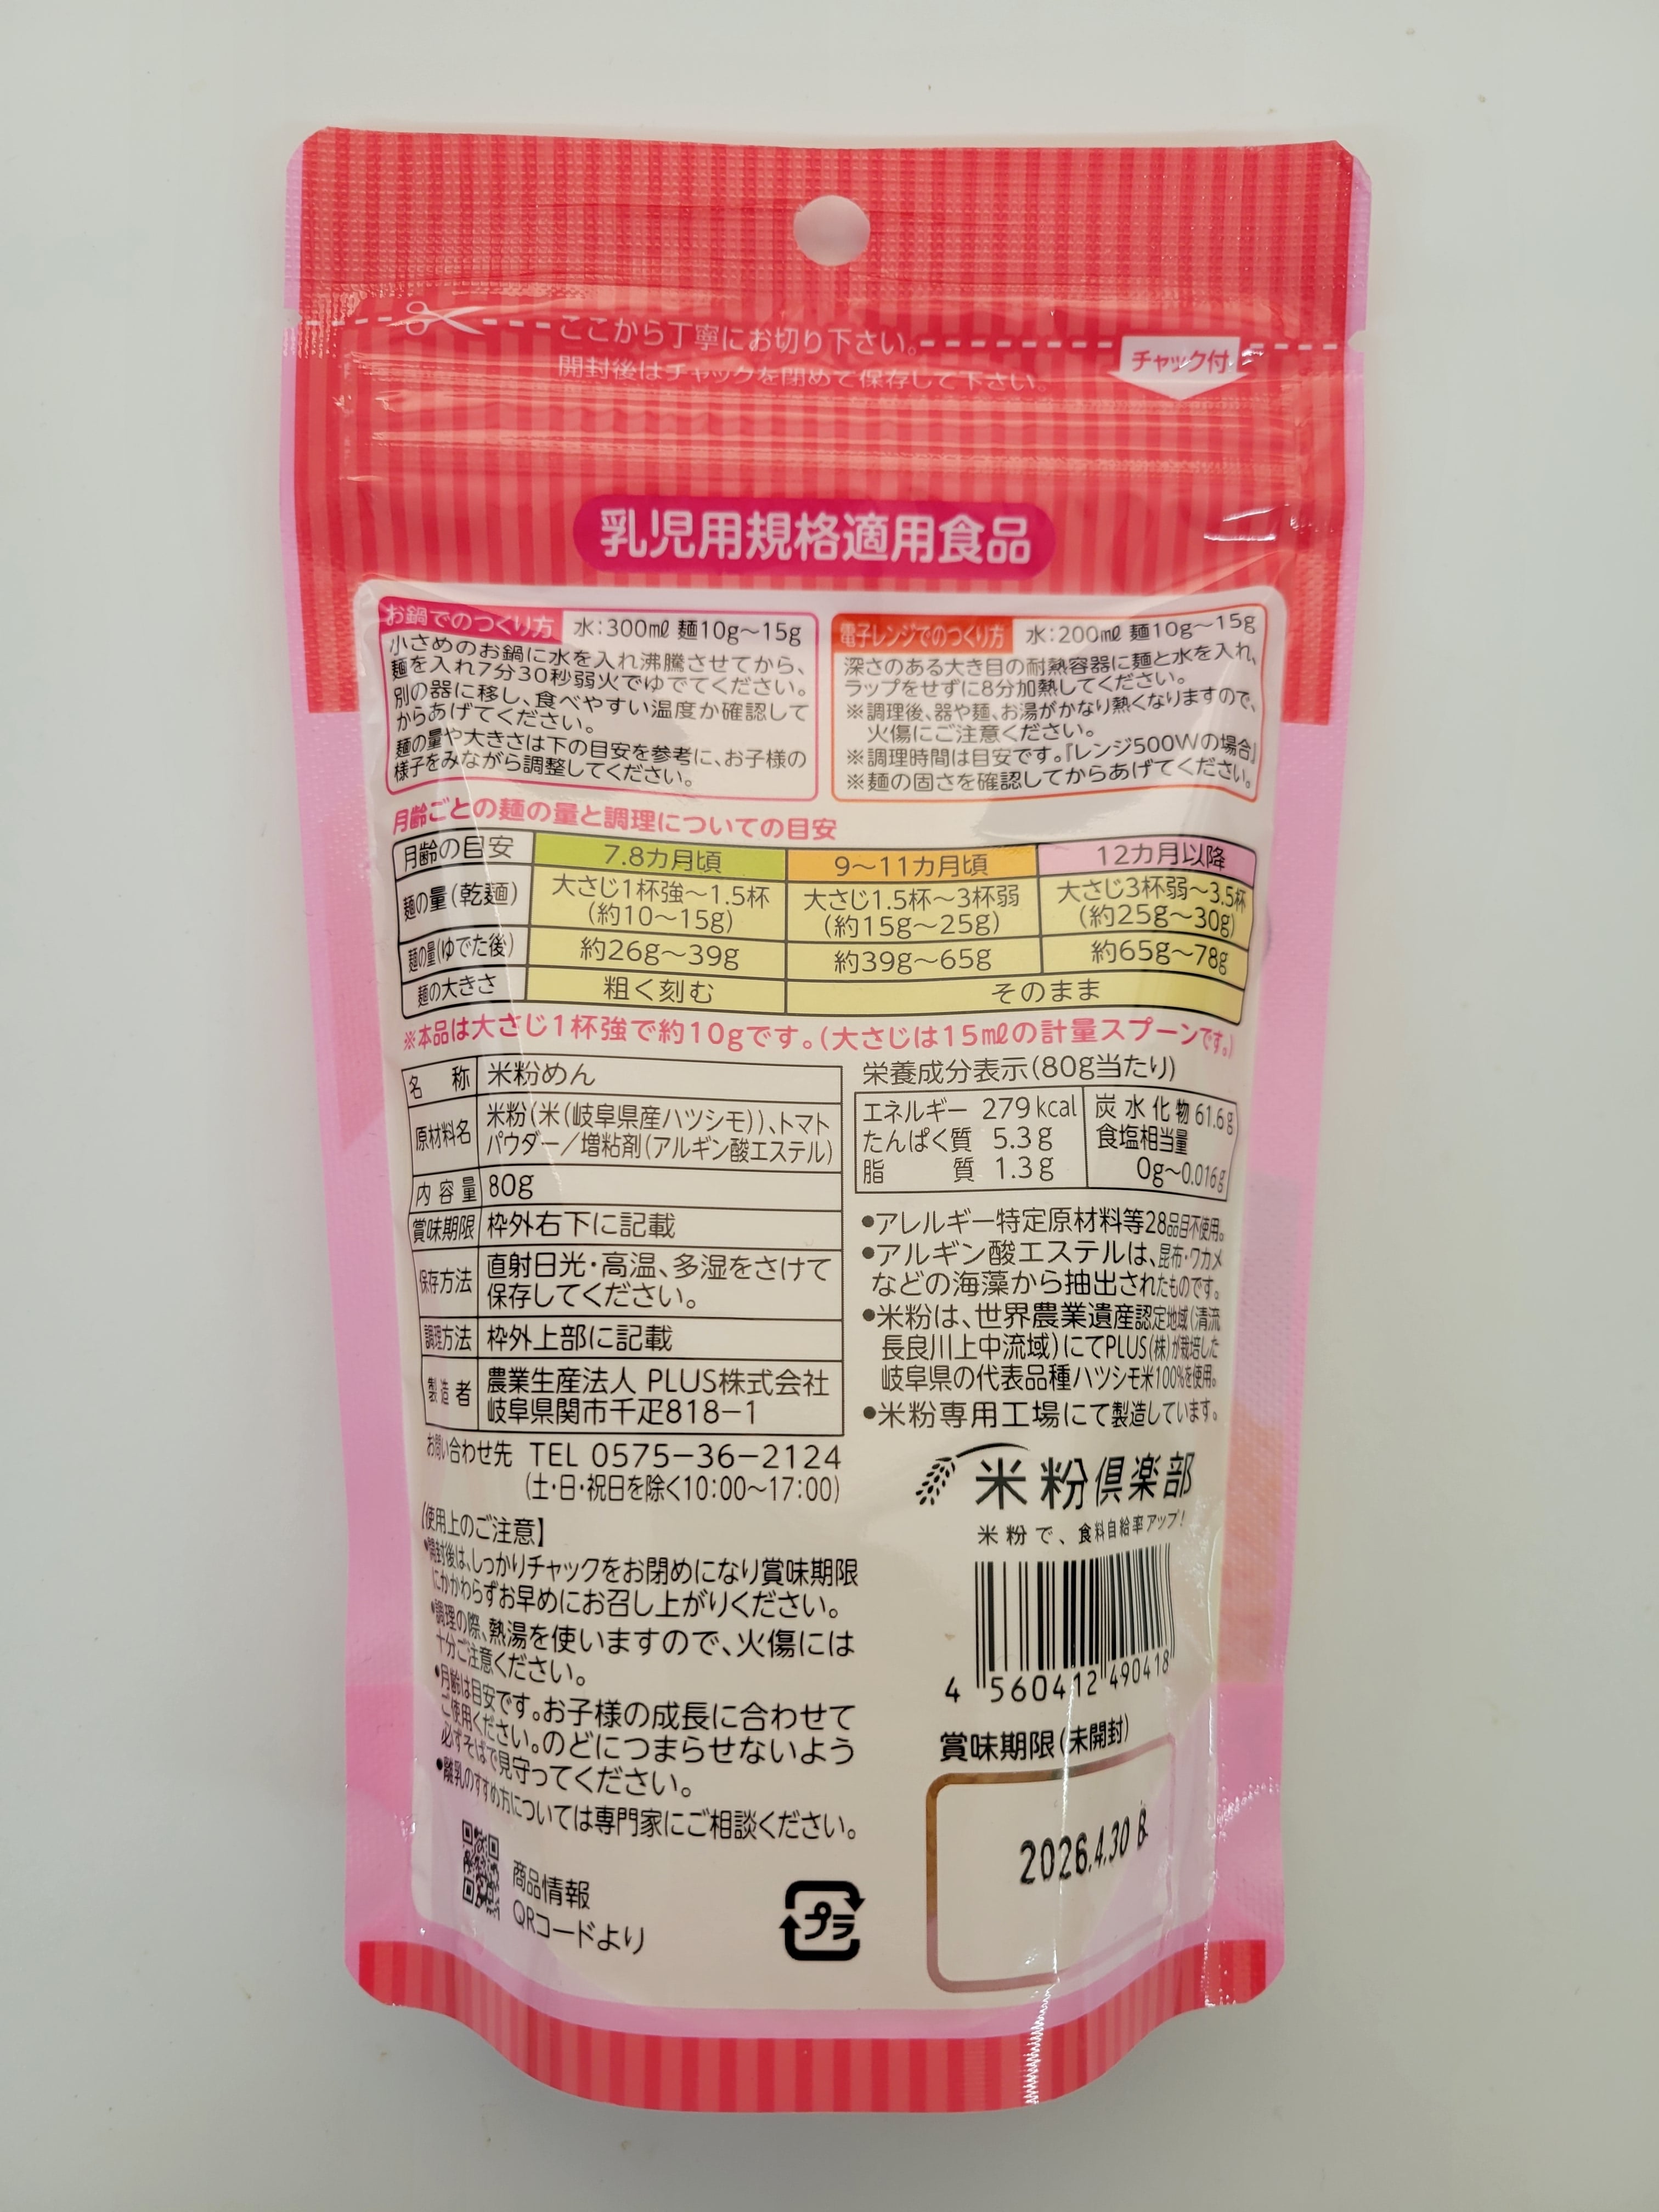 ここから丁寧にお切り下さい。
開封後はチャックを閉めて保存して下さい。
チャック付
乳児用規格適用食品
お鍋でのつくり方 水:300㎖ 麺10g~15g
小さめのお鍋に水を入れ沸騰させてから、
麺を入れ7分30秒弱火でゆでてください。
別の器に移し、食べやすい温度か確認して
からあげてください。
麺の量や大きさは下の目安を参考に、お子様の
様子をみながら調整してください。
電子レンジでのつくり方 水:200㎖ 麺10g~15g
深さのある大き目の耐熱容器に麺と水を入れ、
ラップをせずに8分加熱してください。
※調理後、器や麺、お湯がかなり熱くなりますので、
火傷にご注意ください。
※調理時間は目安です。『レンジ500Wの場合』
※麺の固さを確認してからあげてください。
月齢ごとの麺の量と調理についての目安
月齢の目安 7.8カ月頃 9~11カ月頃 12カ月以降
麺の量(乾麺) 大さじ1杯強~1.5杯 (約10~15g) 大さじ1.5杯~3杯弱 (約15g~25g) 大さじ3杯弱~3.5杯 (約25g~30g)
麺の量(ゆでた後) 約26g~39g 約39g~65g 約65g~78g
麺の大きさ 粗く刻む そのまま
※本品は大さじ1杯強で約10gです。(大さじは15㎖の計量スプーンです。)
名称 米粉めん
原材料名 米粉(米(岐阜県産ハツシモ))、トマト
パウダー/増粘剤(アルギン酸エステル)
内容量 80g
賞味期限 枠外右下に記載
保存方法 直射日光・高温、多湿をさけて
保存してください。
調理方法 枠外上部に記載
製造者 農業生産法人 PLUS株式会社
岐阜県関市千疋818-1
お問い合わせ先 TEL 0575-36-2124
(土・日・祝日を除く10:00~17:00)
【使用上のご注意】
●開封後は、しっかりチャックをお閉めになり賞味期限
にかかわらずお早めにお召し上がりください。
●調理の際、熱湯を使いますので、火傷には
十分ご注意ください。
●月齢は目安です。お子様の成長に合わせて
ご使用ください。のどにつまらせないよう
必ずそばで見守ってください。
●離乳のすすめ方については専門家にご相談ください。
商品情報
QRコードより
プラ
栄養成分表示(80g当たり)
エネルギー 279kcal 炭水化物 61.6g
たんぱく質 5.3g 食塩相当量
脂質 1.3g 0g~0.016g
●アレルギー特定原材料等28品目不使用。
●アルギン酸エステルは、昆布・ワカメ
などの海藻から抽出されたものです。
●米粉は、世界農業遺産認定地域(清流
長良川上中流域)にてPLUS(株)が栽培した
岐阜県の代表品種ハツシモ米100%を使用。
●米粉専用工場にて製造しています。
米粉倶楽部
米粉で、食料自給率アップ!
4 560412 490418
賞味期限(未開封)
2026.4.30 B